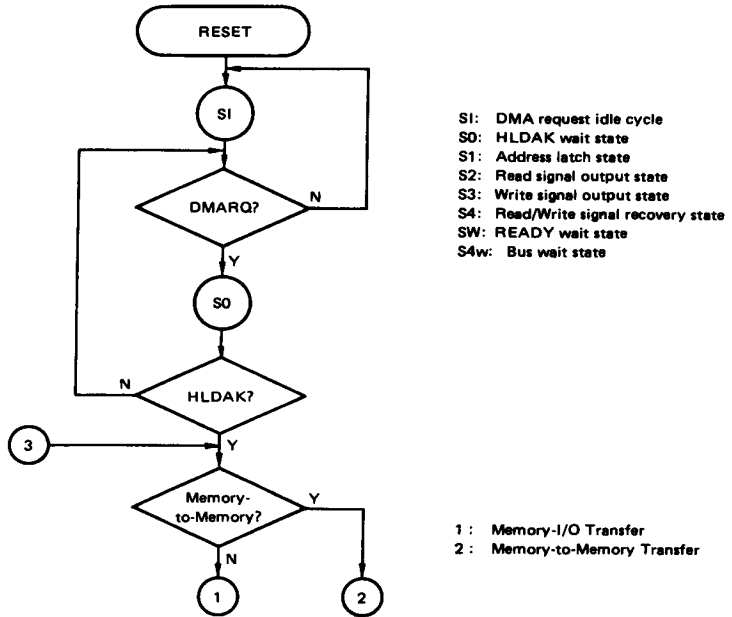 RESET
SI
DMARQ?
N
Y
S0
HLDAK?
N
Y
3
Memory-
to-Memory?
Y
N
1
2
SI: DMA request idle cycle
S0: HLDAK wait state
S1: Address latch state
S2: Read signal output state
S3: Write signal output state
S4: Read/Write signal recovery state
SW: READY wait state
S4w: Bus wait state
1 : Memory-I/O Transfer
2 : Memory-to-Memory Transfer